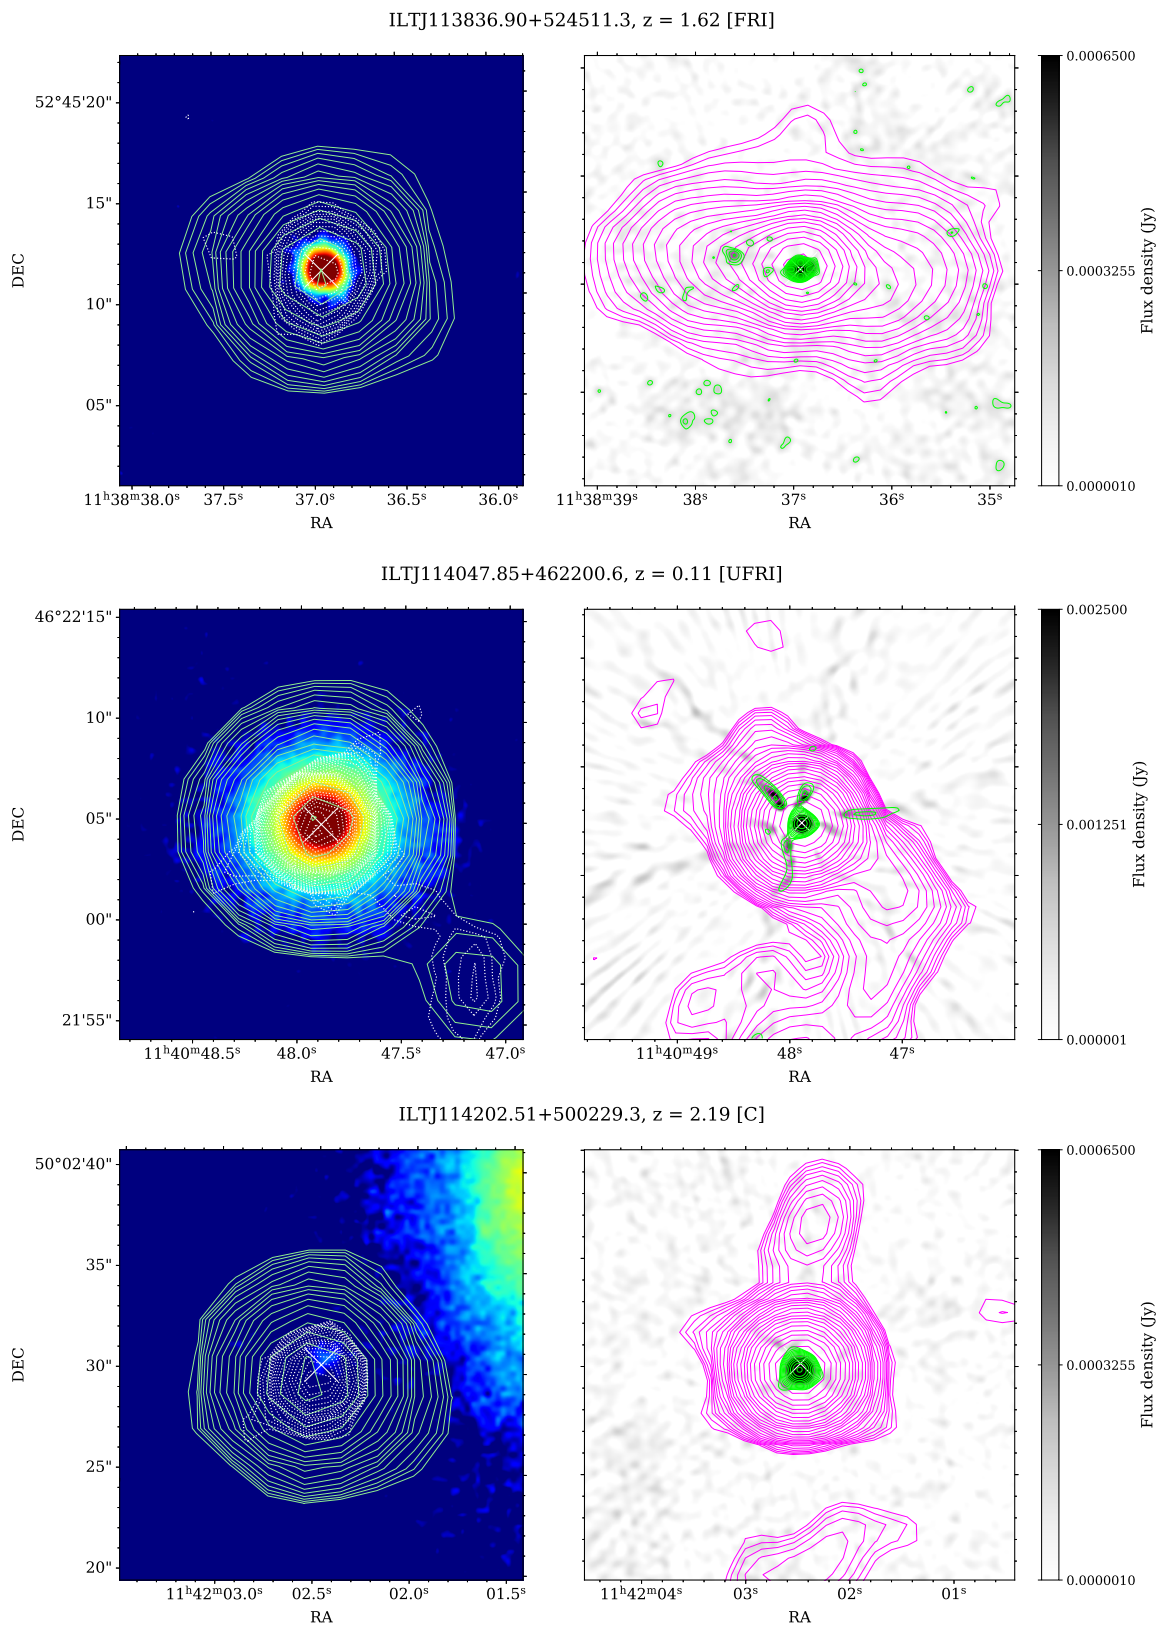 ILTJ113836.90+524511.3, z = 1.62 [FRI]
52°45'20"
15"
10"
05"
DEC
11ʰ38ᵐ38.0ˢ 37.5ˢ 37.0ˢ 36.5ˢ 36.0ˢ
RA
11ʰ38ᵐ39ˢ 38ˢ 37ˢ 36ˢ 35ˢ
RA
0.0006500
0.0003255
0.0000010
Flux density (Jy)
ILTJ114047.85+462200.6, z = 0.11 [UFRI]
46°22'15"
10"
05"
00"
21'55"
DEC
11ʰ40ᵐ48.5ˢ 48.0ˢ 47.5ˢ 47.0ˢ
RA
11ʰ40ᵐ49ˢ 48ˢ 47ˢ
RA
0.002500
0.001251
0.000001
Flux density (Jy)
ILTJ114202.51+500229.3, z = 2.19 [C]
50°02'40"
35"
30"
25"
20"
DEC
11ʰ42ᵐ03.0ˢ 02.5ˢ 02.0ˢ 01.5ˢ
RA
11ʰ42ᵐ04ˢ 03ˢ 02ˢ 01ˢ
RA
0.0006500
0.0003255
0.0000010
Flux density (Jy)